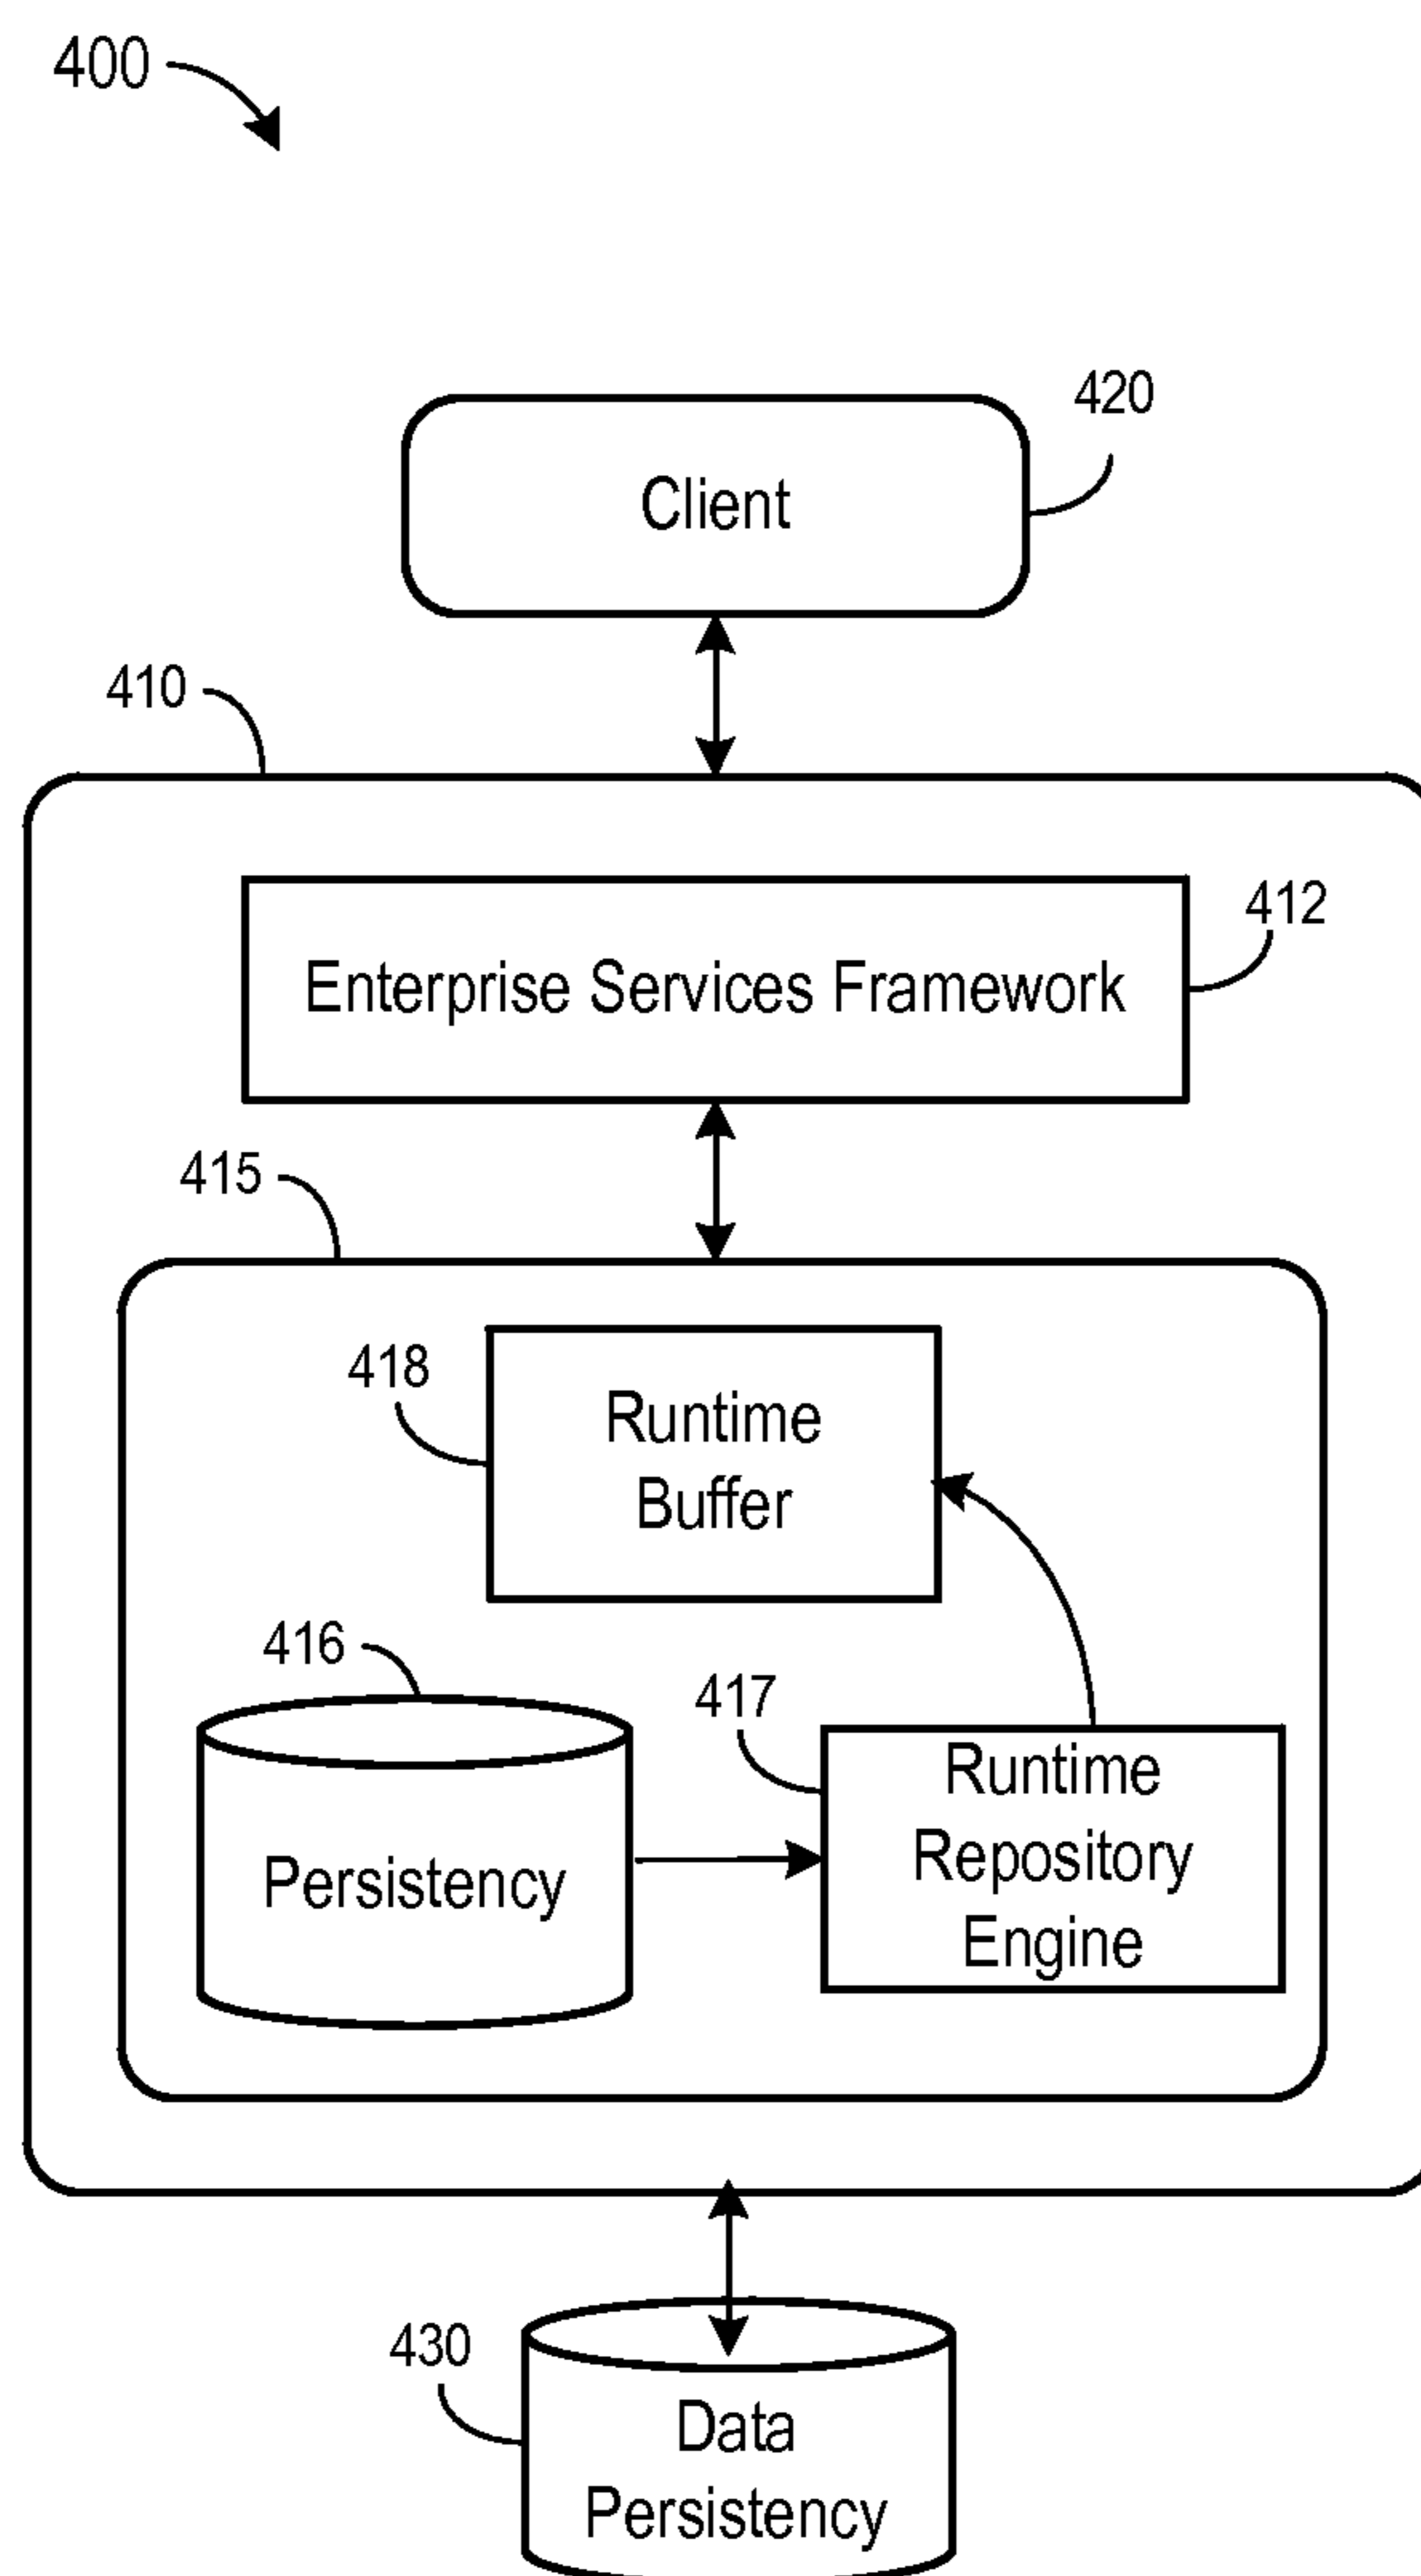 400
420
Client
410
412
Enterprise Services Framework
415
418
Runtime
Buffer
416
417
Runtime
Repository
Engine
Persistency
430
Data
Persistency